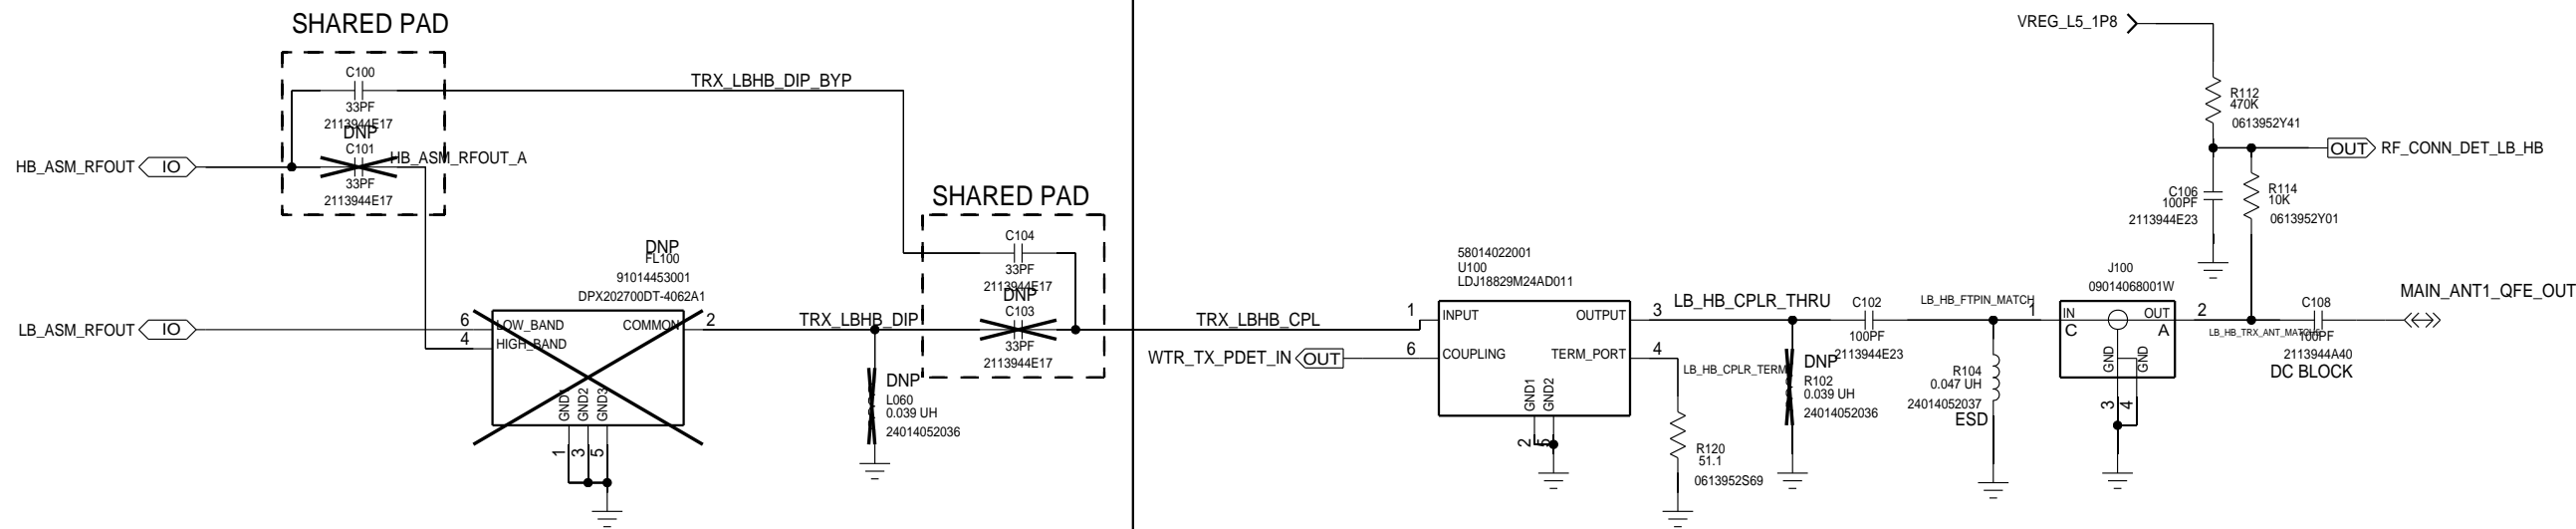 SHARED PAD
C100
33PF
2113944E17
TRX_LBHB_DIP_BYP
DNP
C101
33PF
2113944E17
HB_ASM_RFOUT
IO
HB_ASM_RFOUT_A
LB_ASM_RFOUT
IO
DNP
FL100
91014453001
DPX202700DT-4062A1
6
LOW_BAND
COMMON
2
4
HIGH_BAND
GND1
GND2
GND3
1
3
5
TRX_LBHB_DIP
DNP
L060
0.039 UH
24014052036
SHARED PAD
C104
33PF
2113944E17
DNP
C103
33PF
2113944E17
TRX_LBHB_CPL
WTR_TX_PDET_IN
OUT
58014022001
U100
LDJ18829M24AD011
1
INPUT
OUTPUT
3
6
COUPLING
TERM_PORT
4
GND1
GND2
2
5
LB_HB_CPLR_THRU
LB_HB_CPLR_TERM
R120
51.1
0613952S69
DNP
R102
0.039 UH
24014052036
C102
100PF
2113944E23
LB_HB_FTPIN_MATCH
R104
0.047 UH
24014052037
ESD
J100
09014068001W
1
IN
OUT
2
C
A
GND
GND
3
4
VREG_L5_1P8
R112
470K
0613952Y41
OUT
RF_CONN_DET_LB_HB
C106
100PF
2113944E23
R114
10K
0613952Y01
LB_HB_TRX_ANT_MATCH
C108
100PF
2113944A40
DC BLOCK
MAIN_ANT1_QFE_OUT